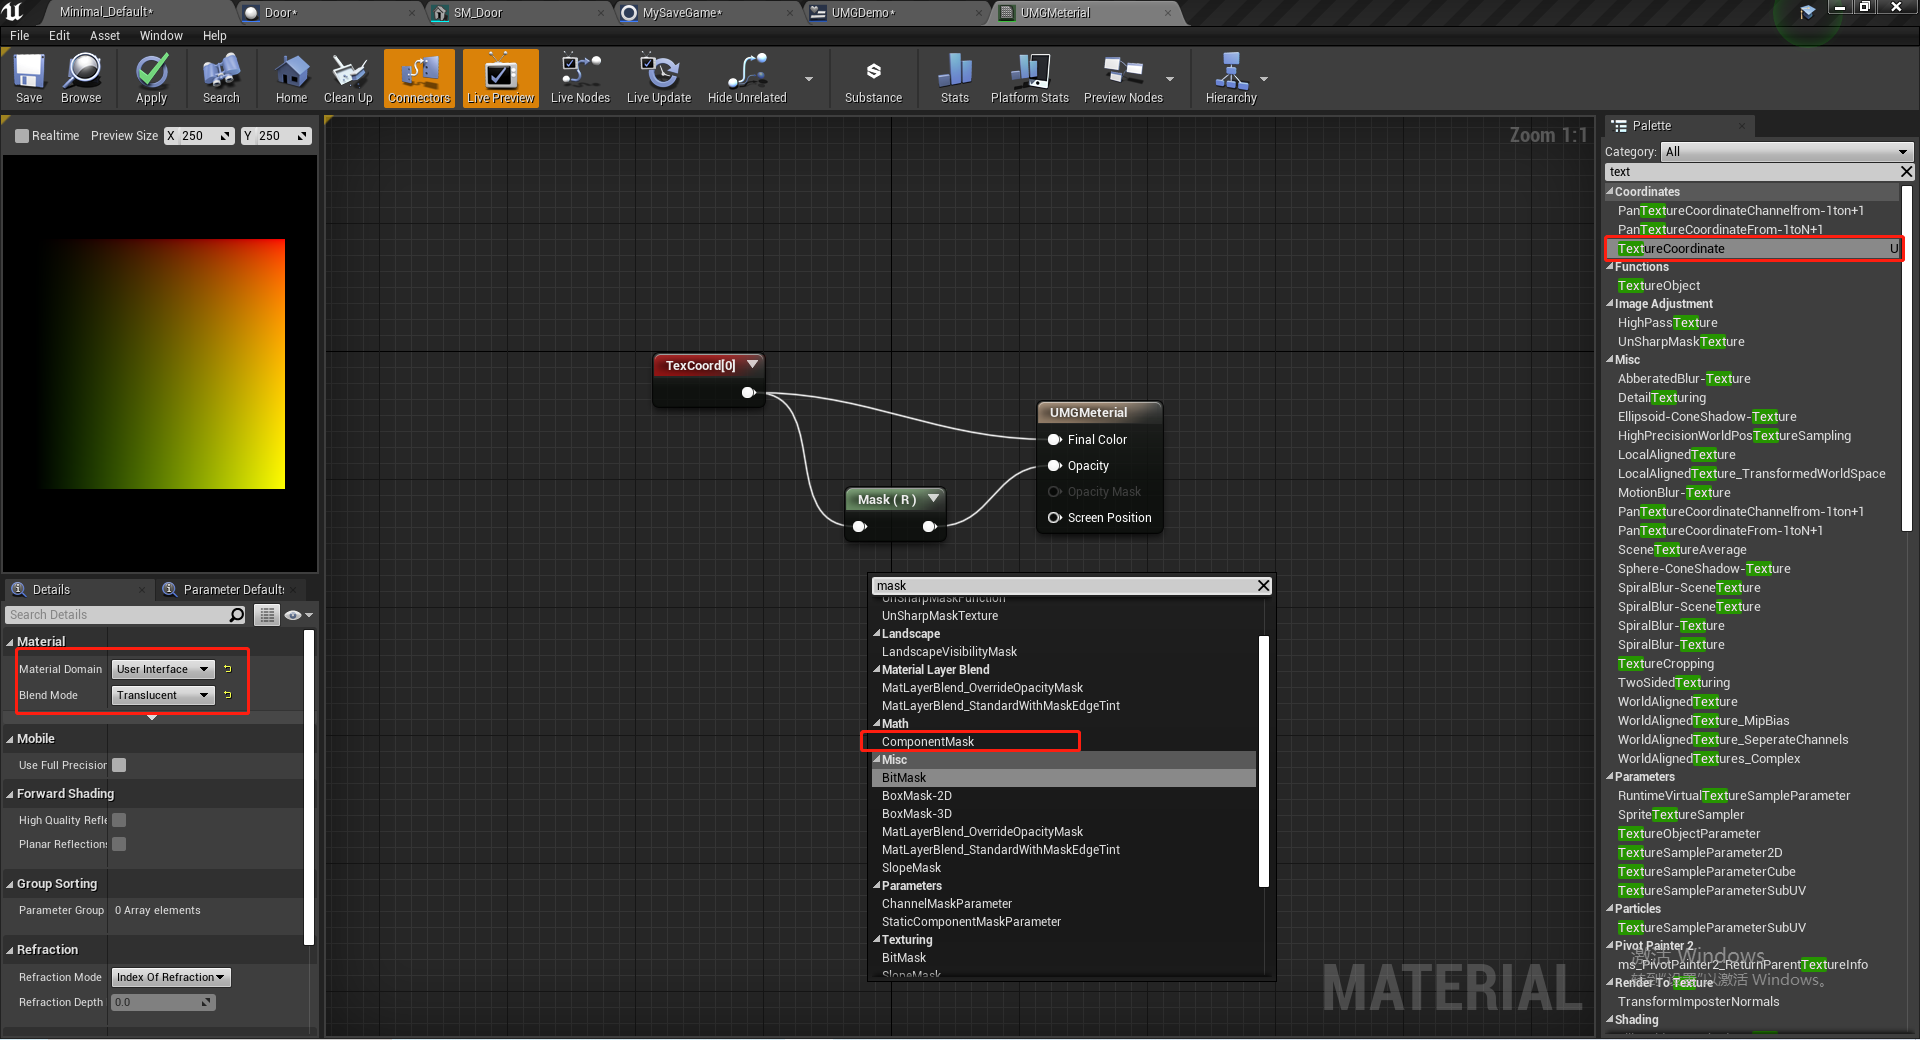 Minimal_Default*
Door*
SM_Door
MySaveGame*
UMGDemo*
UMGMeterial
File Edit Asset Window Help
Save
Browse
Apply
Search
Home
Clean Up
Connectors
Live Preview
Live Nodes
Live Update
Hide Unrelated
Substance
Stats
Platform Stats
Preview Nodes
Hierarchy
Realtime Preview Size X 250 Y 250
Zoom 1:1
TexCoord[0]
Mask ( R )
UMGMeterial
Final Color
Opacity
Opacity Mask
Screen Position
mask
UnSharpMaskFunction
UnSharpMaskTexture
Landscape
LandscapeVisibilityMask
Material Layer Blend
MatLayerBlend_OverrideOpacityMask
MatLayerBlend_StandardWithMaskEdgeTint
Math
ComponentMask
Misc
BitMask
BoxMask-2D
BoxMask-3D
MatLayerBlend_OverrideOpacityMask
MatLayerBlend_StandardWithMaskEdgeTint
SlopeMask
Parameters
ChannelMaskParameter
StaticComponentMaskParameter
Texturing
BitMask
SlopeMask
MATERIAL
Details
Parameter Default
Search Details
Material
Material Domain User Interface
Blend Mode Translucent
Mobile
Use Full Precision
Forward Shading
High Quality Refle
Planar Reflections
Group Sorting
Parameter Group 0 Array elements
Refraction
Refraction Mode Index Of Refraction
Refraction Depth 0.0
Palette
Category: All
text
Coordinates
PanTextureCoordinateChannelfrom-1ton+1
PanTextureCoordinateFrom-1toN+1
TextureCoordinate U
Functions
TextureObject
Image Adjustment
HighPassTexture
UnSharpMaskTexture
Misc
AbberatedBlur-Texture
DetailTexturing
Ellipsoid-ConeShadow-Texture
HighPrecisionWorldPosTextureSampling
LocalAlignedTexture
LocalAlignedTexture_TransformedWorldSpace
MotionBlur-Texture
PanTextureCoordinateChannelfrom-1ton+1
PanTextureCoordinateFrom-1toN+1
SceneTextureAverage
Sphere-ConeShadow-Texture
SpiralBlur-SceneTexture
SpiralBlur-SceneTexture
SpiralBlur-Texture
SpiralBlur-Texture
TextureCropping
TwoSidedTexturing
WorldAlignedTexture
WorldAlignedTexture_MipBias
WorldAlignedTexture_SeperateChannels
WorldAlignedTextures_Complex
Parameters
RuntimeVirtualTextureSampleParameter
SpriteTextureSampler
TextureObjectParameter
TextureSampleParameter2D
TextureSampleParameterCube
TextureSampleParameterSubUV
Particles
TextureSampleParameterSubUV
Pivot Painter 2
激活 Windows
ms_PivotPainter2_ReturnParentTextureInfo
Render To Texture
转到"设置"以激活 Windows。
TransformImposterNormals
Shading